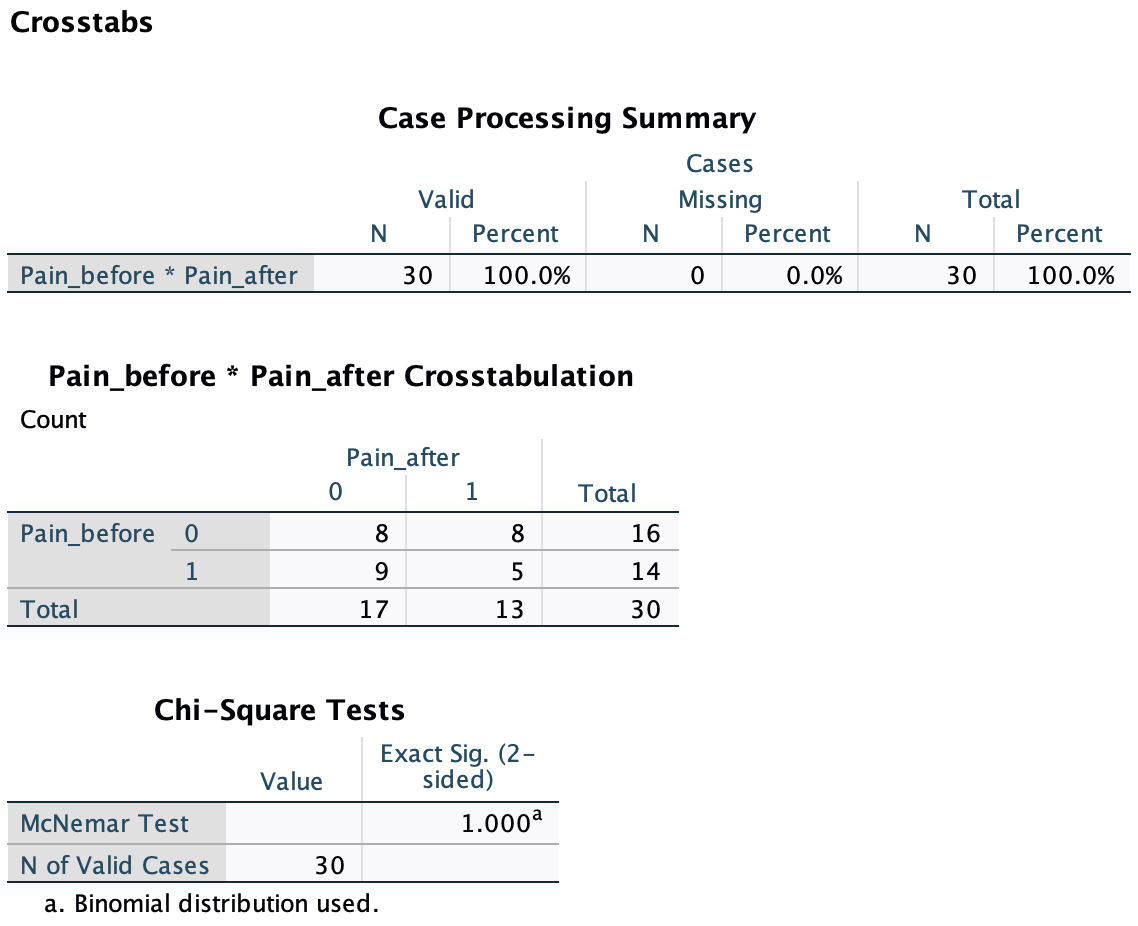 Crosstabs
Case Processing Summary
Cases
Valid Missing Total
N Percent N Percent N Percent
Pain_before * Pain_after 30 100.0% 0 0.0% 30 100.0%
Pain_before * Pain_after Crosstabulation
Count
Pain_after
0 1 Total
Pain_before 0 8 8 16
1 9 5 14
Total 17 13 30
Chi-Square Tests
Value Exact Sig. (2-
sided)
McNemar Test 1.000a
N of Valid Cases 30
a. Binomial distribution used.